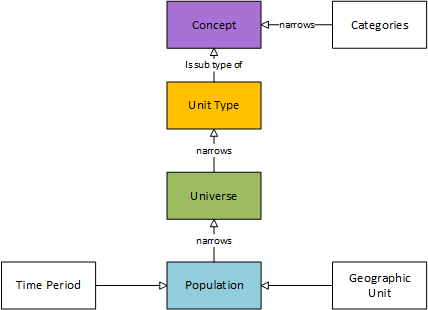 Concept
narrows
Categories
Is sub type of
Unit Type
narrows
Universe
narrows
Time Period
Population
Geographic
Unit